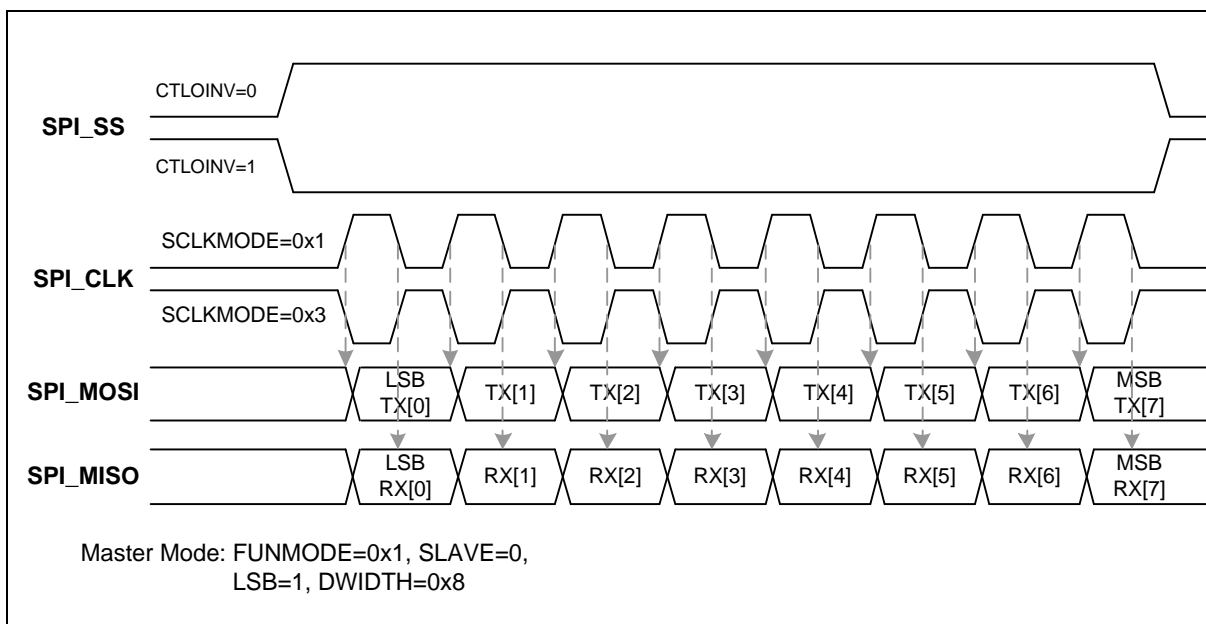 CTLOINV=0
SPI_SS
CTLOINV=1
SCLKMODE=0x1
SPI_CLK
SCLKMODE=0x3
SPI_MOSI
LSB TX[0] TX[1] TX[2] TX[3] TX[4] TX[5] TX[6] MSB TX[7]
SPI_MISO
LSB RX[0] RX[1] RX[2] RX[3] RX[4] RX[5] RX[6] MSB RX[7]
Master Mode: FUNMODE=0x1, SLAVE=0,
LSB=1, DWIDTH=0x8